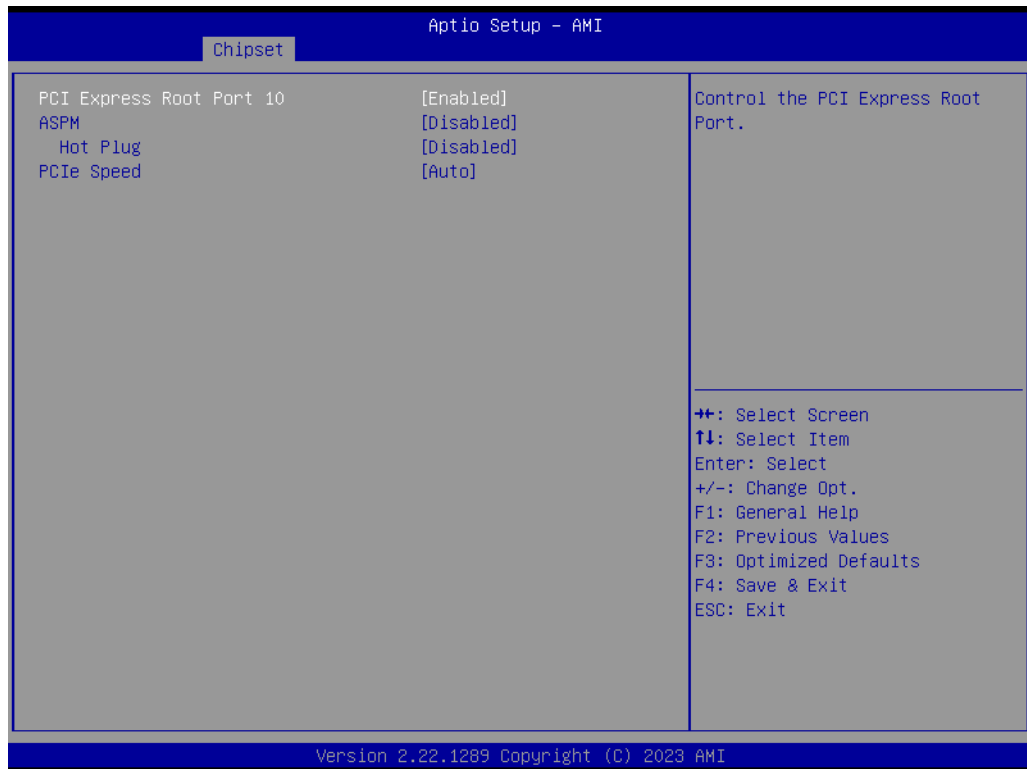 Aptio Setup – AMI
Chipset
PCI Express Root Port 10 [Enabled]
ASPM [Disabled]
Hot Plug [Disabled]
PCIe Speed [Auto]
Control the PCI Express Root
Port.
→←: Select Screen
↑↓: Select Item
Enter: Select
+/-: Change Opt.
F1: General Help
F2: Previous Values
F3: Optimized Defaults
F4: Save & Exit
ESC: Exit
Version 2.22.1289 Copyright (C) 2023 AMI